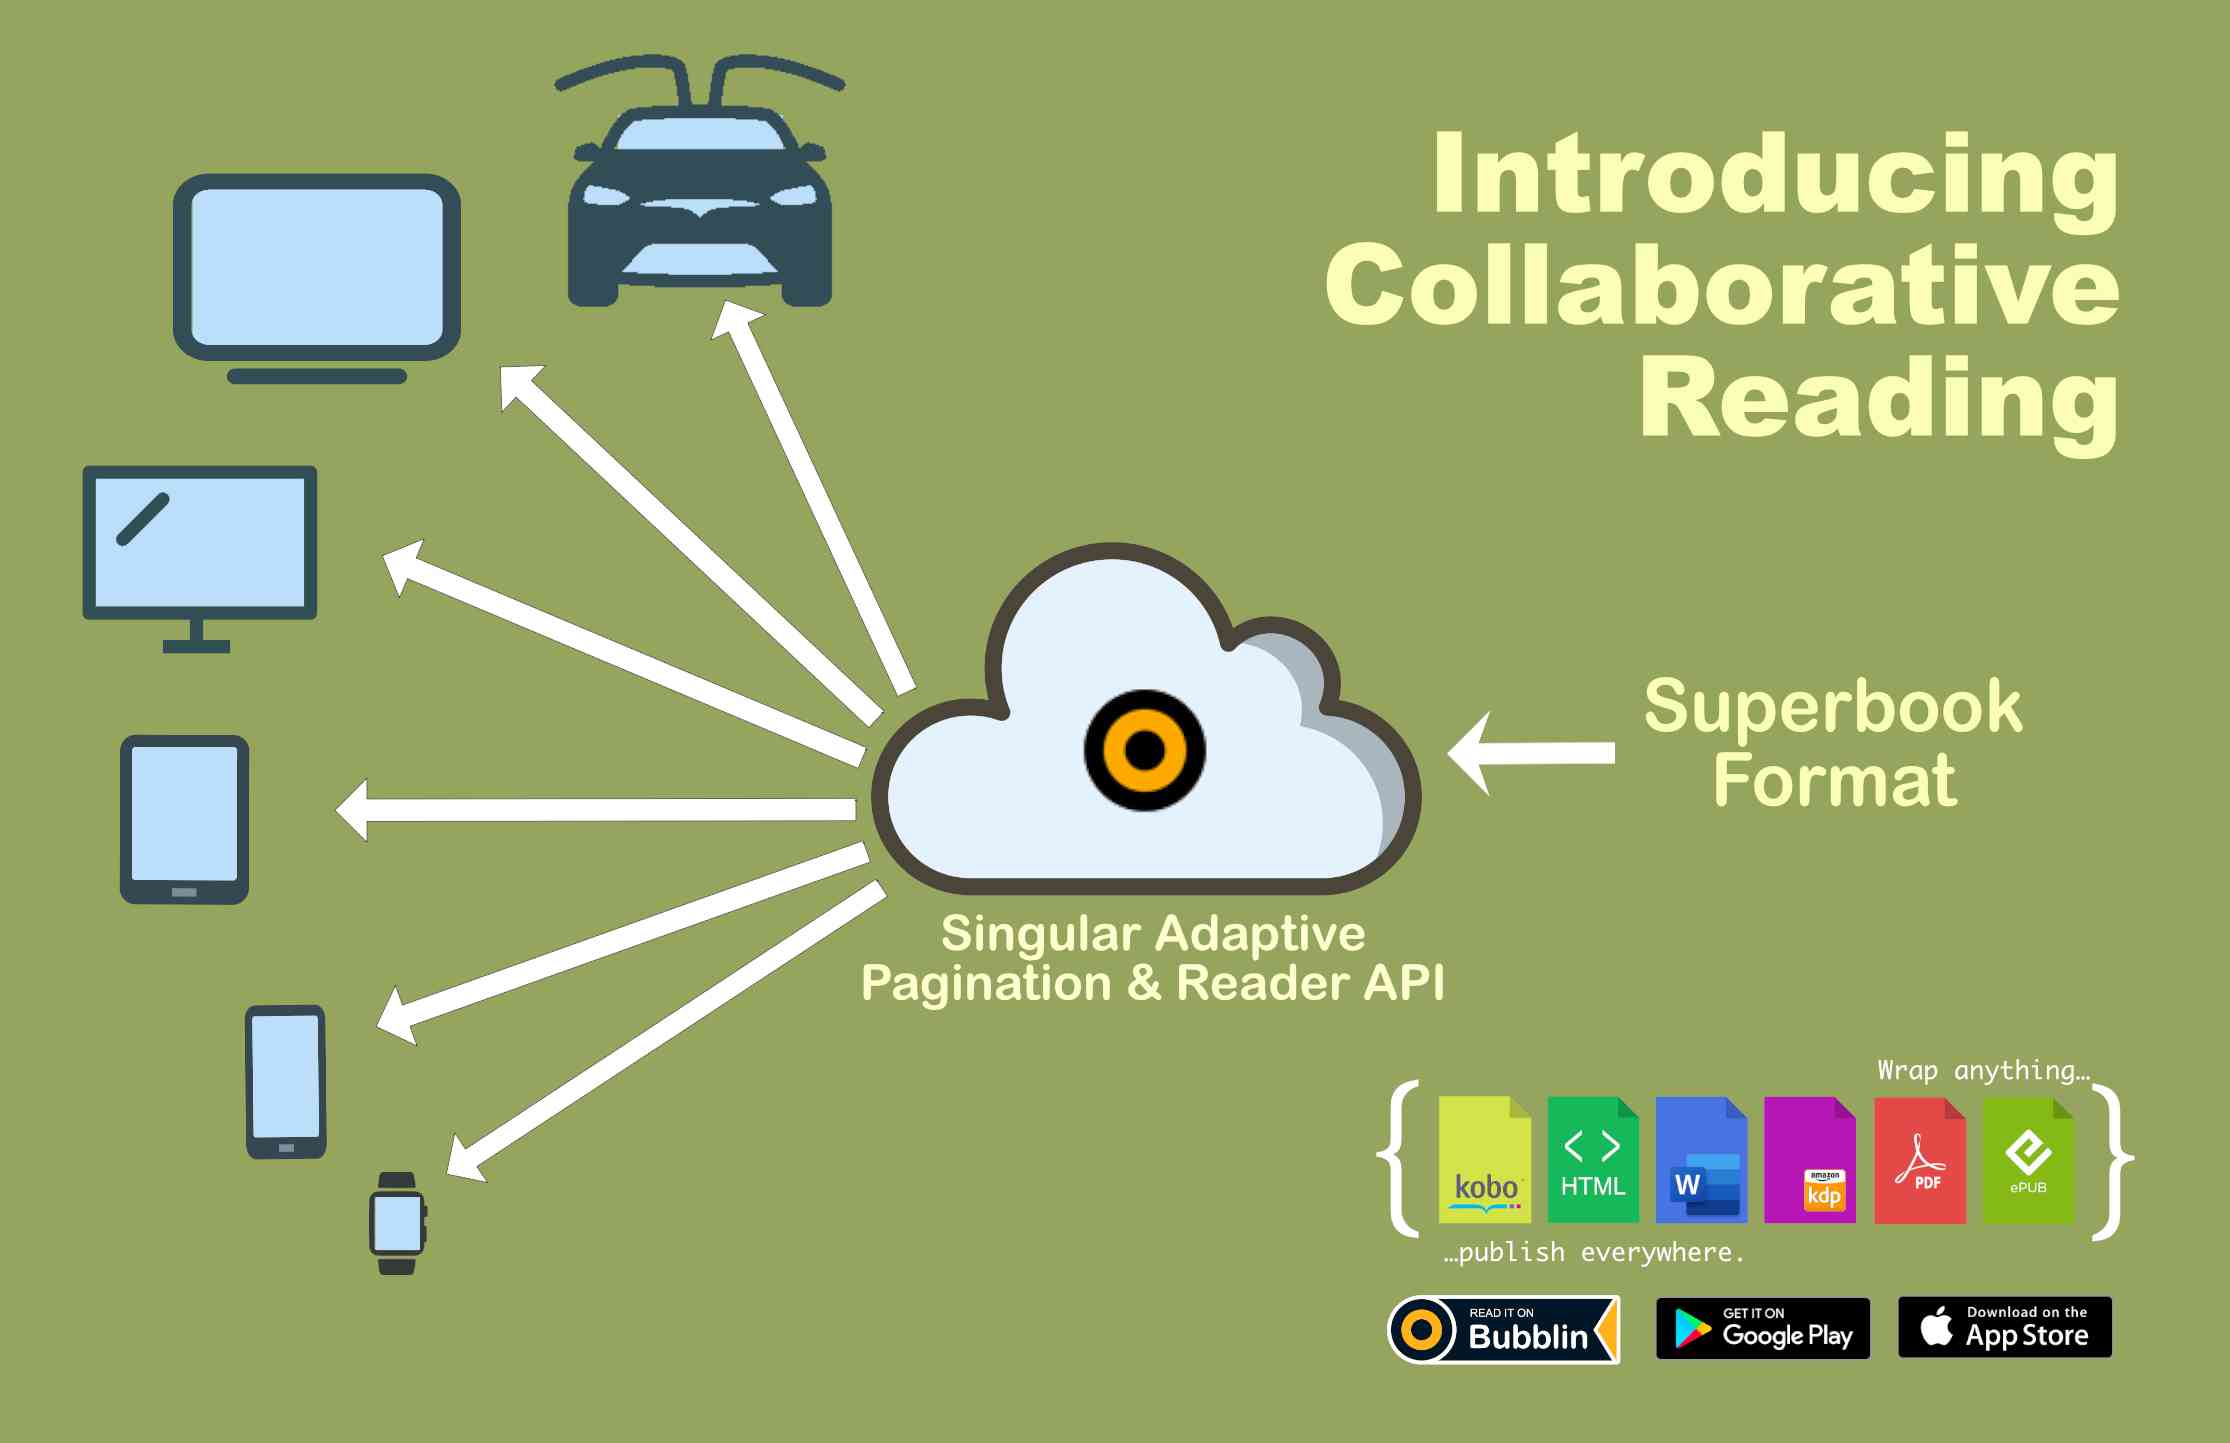 Introducing
Collaborative
Reading
Superbook
Format
Singular Adaptive
Pagination & Reader API
Wrap anything…
kobo
HTML
W
amazon
kdp
PDF
ePUB
…publish everywhere.
READ IT ON
Bubblin
GET IT ON
Google Play
Download on the
App Store